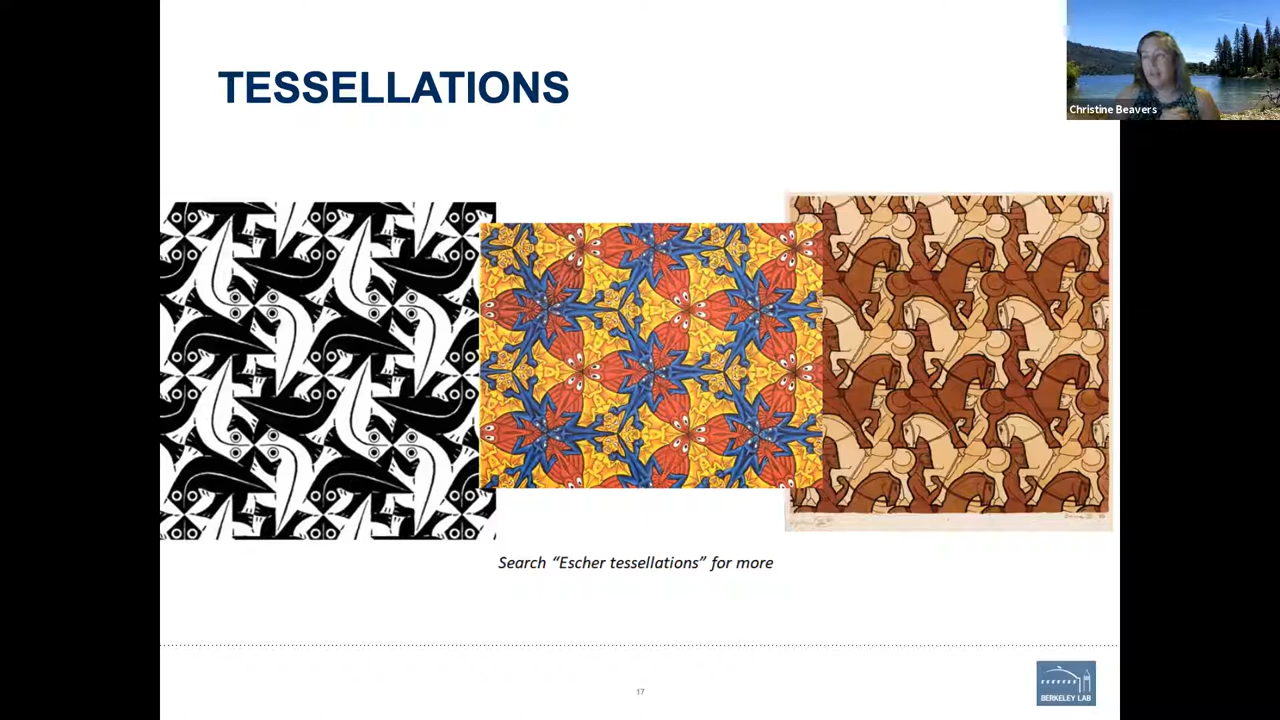 TESSELLATIONS
Christine Beavers
Search “Escher tessellations” for more
17
BERKELEY LAB